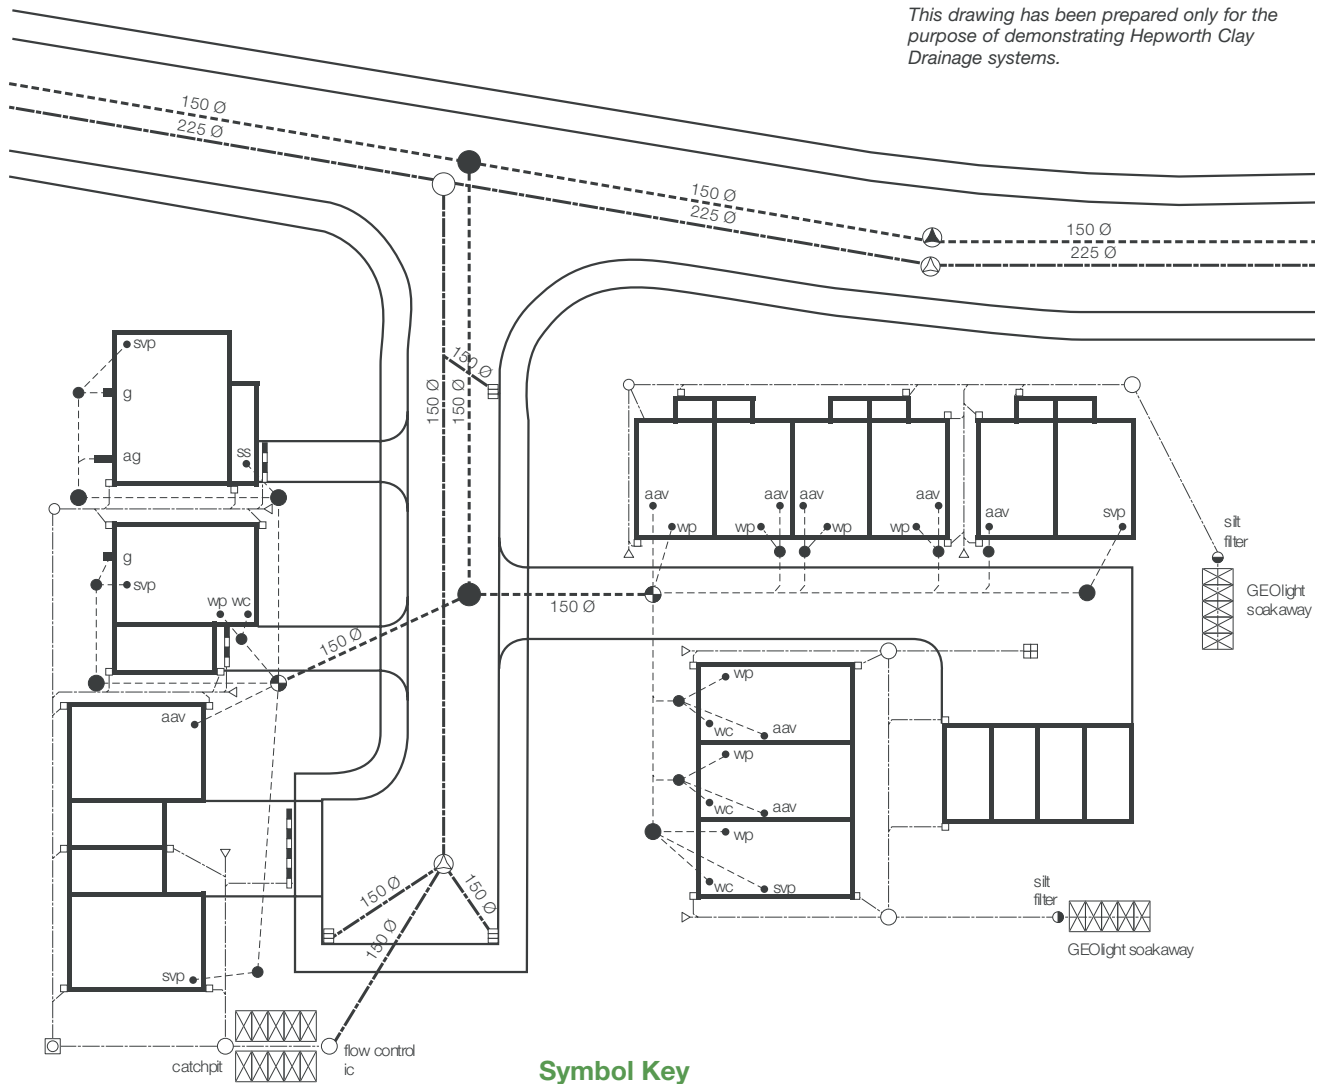 This drawing has been prepared only for the
purpose of demonstrating Hepworth Clay
Drainage systems.
150 Ø
225 Ø
150 Ø
225 Ø
150 Ø
225 Ø
150 Ø
150 Ø
150 Ø
svp
g
ag
ss
g
svp
wp wc
150 Ø
150 Ø
aav
svp
aav
wp
aav
wp
aav
wp
aav
wp
aav
svp
silt
filter
GEOlight
soakaway
wp
wc
aav
wp
wc
aav
wp
wc
svp
silt
filter
GEOlight soakaway
150 Ø
150 Ø
150 Ø
catchpit
flow control
ic
Symbol Key